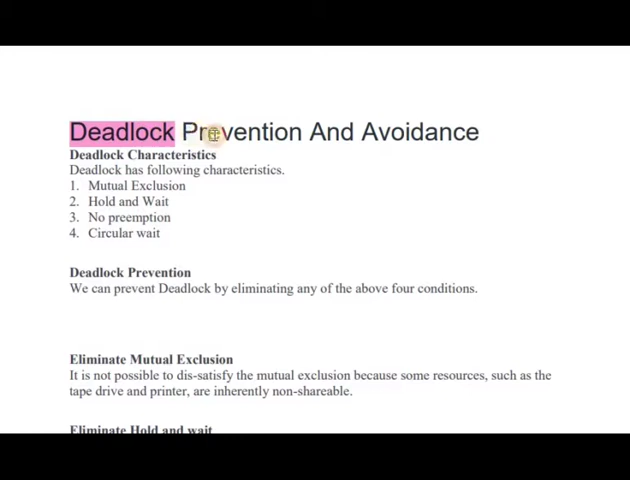 Deadlock Prevention And Avoidance
Deadlock Characteristics
Deadlock has following characteristics.
1. Mutual Exclusion
2. Hold and Wait
3. No preemption
4. Circular wait
Deadlock Prevention
We can prevent Deadlock by eliminating any of the above four conditions.
Eliminate Mutual Exclusion
It is not possible to dis-satisfy the mutual exclusion because some resources, such as the
tape drive and printer, are inherently non-shareable.
Eliminate Hold and wait